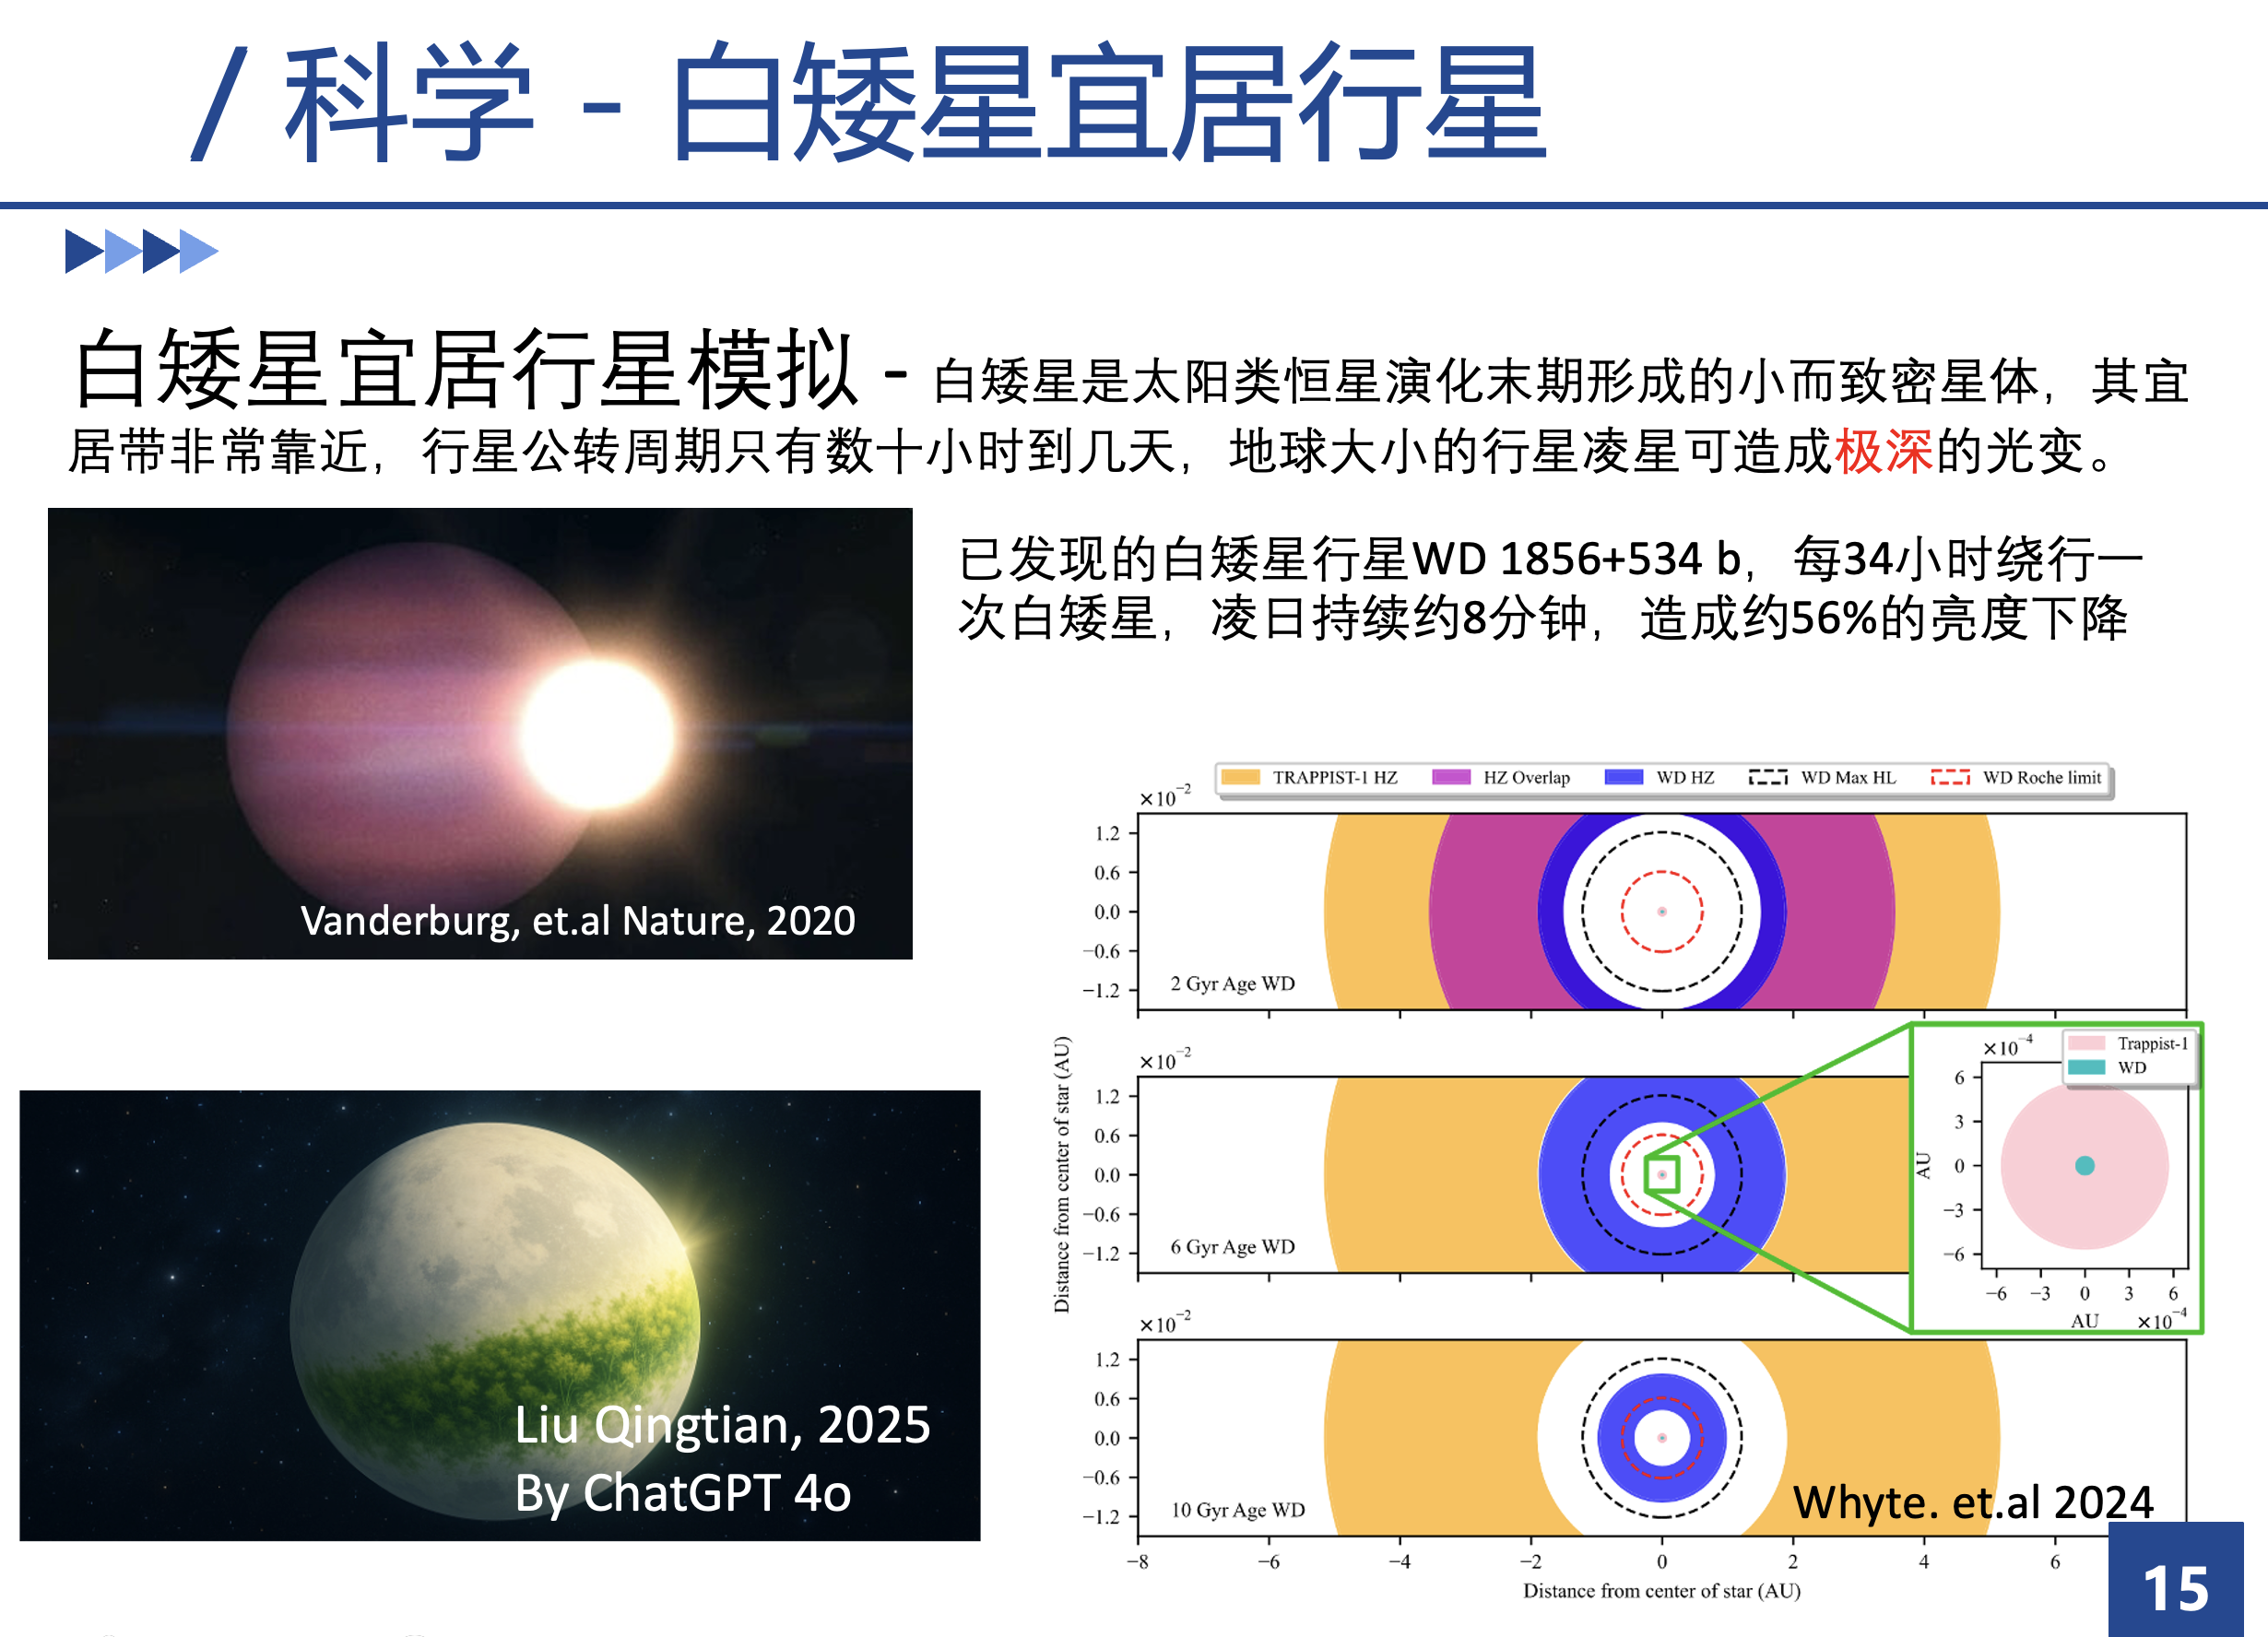 / 科学 - 白矮星宜居行星
白矮星宜居行星模拟 - 白矮星是太阳类恒星演化末期形成的小而致密星体，其宜
居带非常靠近，行星公转周期只有数十小时到几天，地球大小的行星凌星可造成极深的光变。
Vanderburg, et.al Nature, 2020
已发现的白矮星行星WD 1856+534 b，每34小时绕行一
次白矮星，凌日持续约8分钟，造成约56%的亮度下降
TRAPPIST-1 HZ HZ Overlap WD HZ WD Max HL WD Roche limit
×10⁻²
1.2
0.6
0.0
−0.6
−1.2
2 Gyr Age WD
Distance from center of star (AU)
×10⁻²
1.2
0.6
0.0
−0.6
−1.2
6 Gyr Age WD
×10⁻⁴
Trappist-1
WD
6
3
0
−3
−6
AU
−6 −3 0 3 6
AU ×10⁻⁴
×10⁻²
1.2
0.6
0.0
−0.6
−1.2
10 Gyr Age WD
−8 −6 −4 −2 0 2 4 6
Distance from center of star (AU)
Whyte. et.al 2024
Liu Qingtian, 2025
By ChatGPT 4o
15